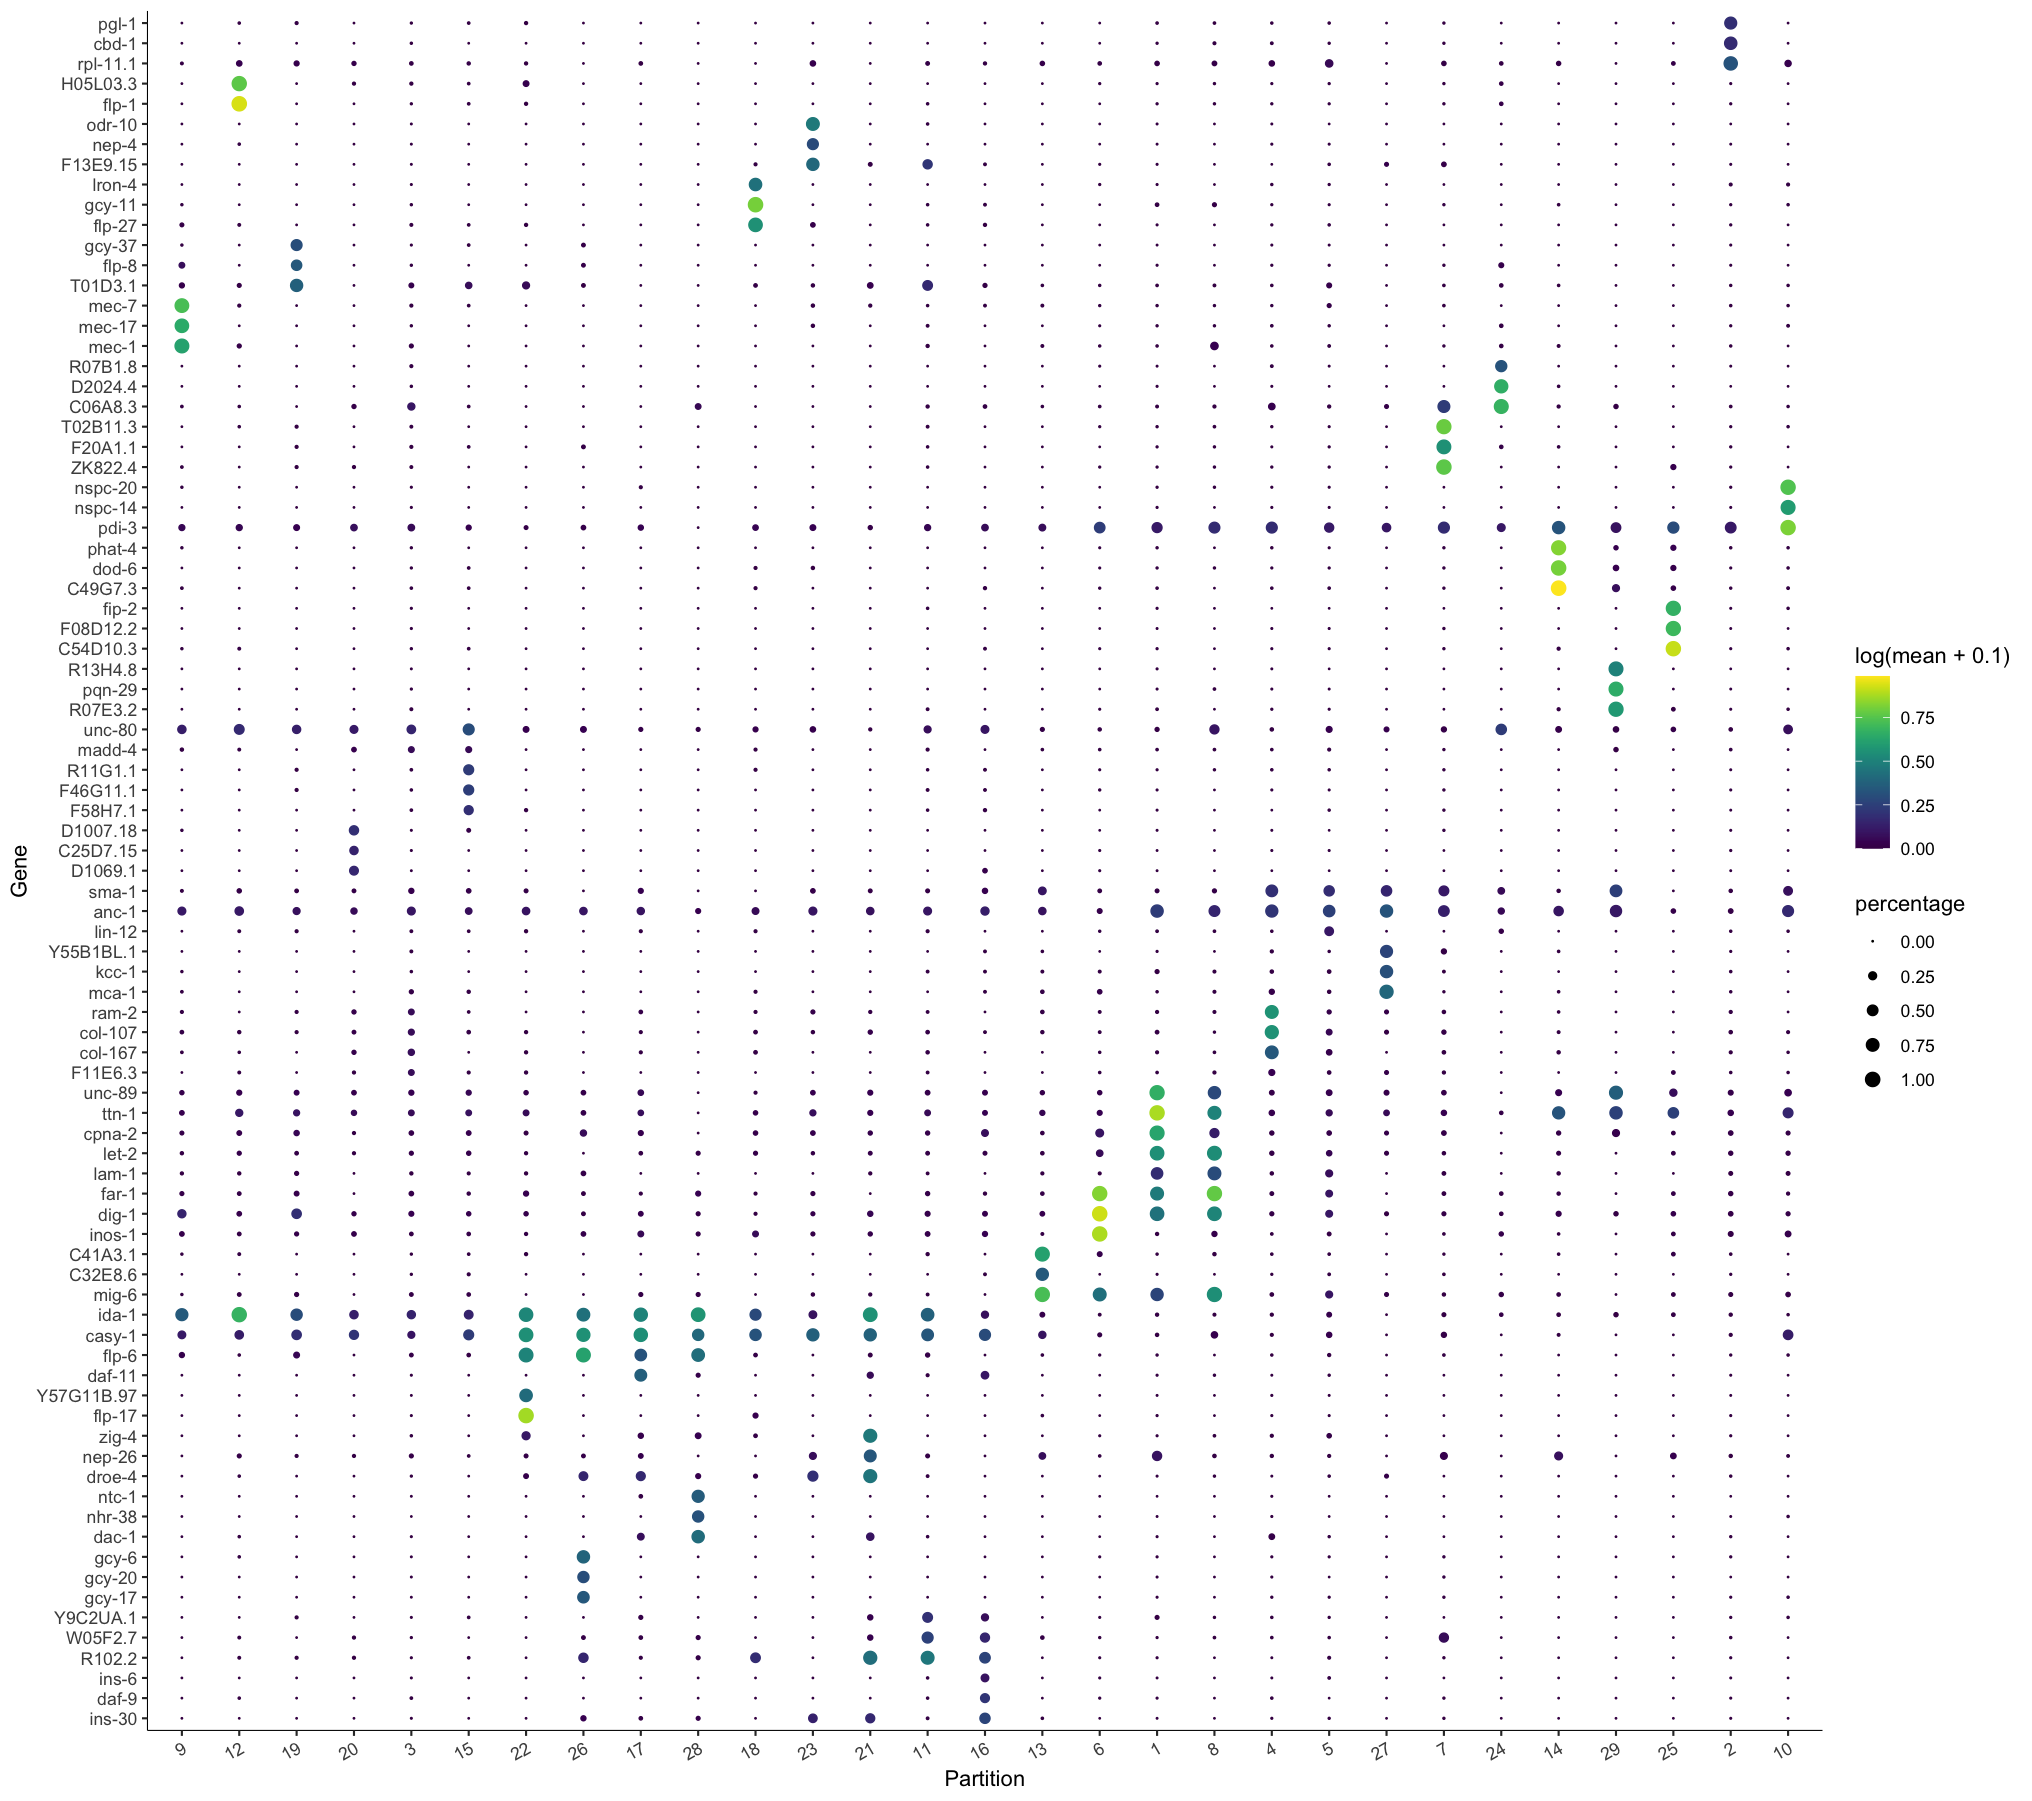 pgl-1
cbd-1
rpl-11.1
H05L03.3
flp-1
odr-10
nep-4
F13E9.15
lron-4
gcy-11
flp-27
gcy-37
flp-8
T01D3.1
mec-7
mec-17
mec-1
R07B1.8
D2024.4
C06A8.3
T02B11.3
F20A1.1
ZK822.4
nspc-20
nspc-14
pdi-3
phat-4
dod-6
C49G7.3
fip-2
F08D12.2
C54D10.3
R13H4.8
pqn-29
R07E3.2
unc-80
madd-4
R11G1.1
F46G11.1
F58H7.1
D1007.18
C25D7.15
D1069.1
sma-1
anc-1
lin-12
Y55B1BL.1
kcc-1
mca-1
ram-2
col-107
col-167
F11E6.3
unc-89
ttn-1
cpna-2
let-2
lam-1
far-1
dig-1
inos-1
C41A3.1
C32E8.6
mig-6
ida-1
casy-1
flp-6
daf-11
Y57G11B.97
flp-17
zig-4
nep-26
droe-4
ntc-1
nhr-38
dac-1
gcy-6
gcy-20
gcy-17
Y9C2UA.1
W05F2.7
R102.2
ins-6
daf-9
ins-30
Gene
9 12 19 20 3 15 22 26 17 28 18 23 21 11 16 13 6 1 8 4 5 27 7 24 14 29 25 2 10
Partition
log(mean + 0.1)
0.75
0.50
0.25
0.00
percentage
0.00
0.25
0.50
0.75
1.00